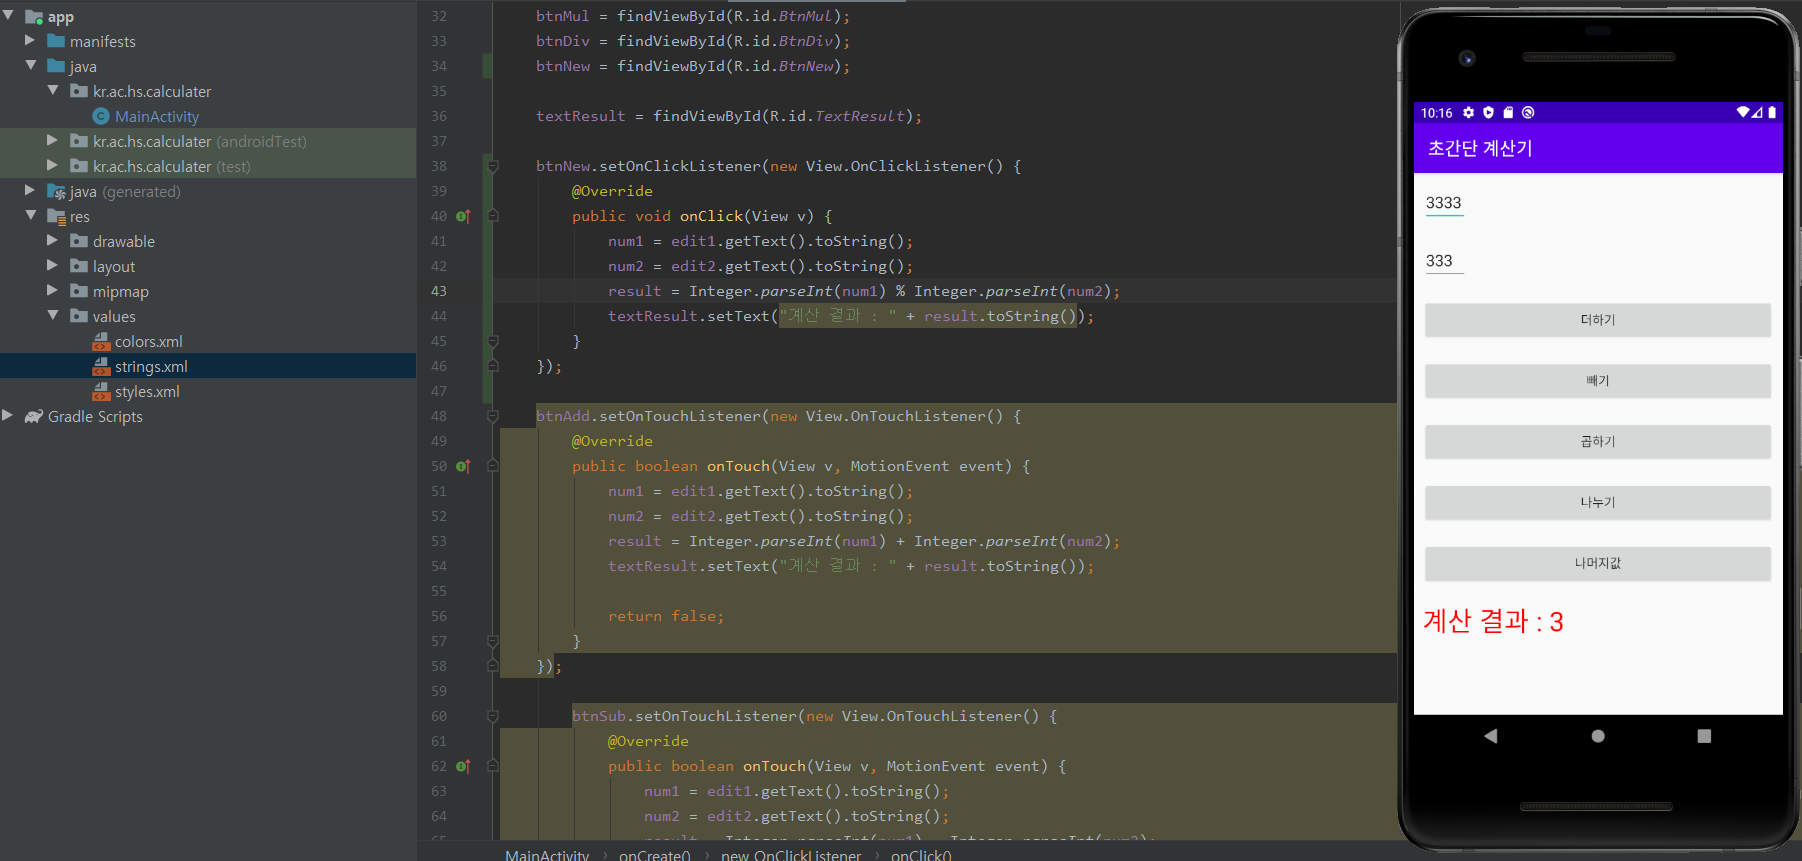 app
manifests
java
kr.ac.hs.calculater
MainActivity
kr.ac.hs.calculater (androidTest)
kr.ac.hs.calculater (test)
java (generated)
res
drawable
layout
mipmap
values
colors.xml
strings.xml
styles.xml
Gradle Scripts
32 btnMul = findViewById(R.id.BtnMul);
33 btnDiv = findViewById(R.id.BtnDiv);
34 btnNew = findViewById(R.id.BtnNew);
35
36 textResult = findViewById(R.id.TextResult);
37
38 btnNew.setOnClickListener(new View.OnClickListener() {
39 @Override
40 public void onClick(View v) {
41 num1 = edit1.getText().toString();
42 num2 = edit2.getText().toString();
43 result = Integer.parseInt(num1) % Integer.parseInt(num2);
44 textResult.setText("계산 결과 : " + result.toString());
45 }
46 });
47
48 btnAdd.setOnTouchListener(new View.OnTouchListener() {
49 @Override
50 public boolean onTouch(View v, MotionEvent event) {
51 num1 = edit1.getText().toString();
52 num2 = edit2.getText().toString();
53 result = Integer.parseInt(num1) + Integer.parseInt(num2);
54 textResult.setText("계산 결과 : " + result.toString());
55
56 return false;
57 }
58 });
59
60 btnSub.setOnTouchListener(new View.OnTouchListener() {
61 @Override
62 public boolean onTouch(View v, MotionEvent event) {
63 num1 = edit1.getText().toString();
64 num2 = edit2.getText().toString();
65 result = Integer.parseInt(num1) - Integer.parseInt(num2);
MainActivity › onCreate() › new OnClickListener › onClick()
10:16
초간단 계산기
3333
333
더하기
빼기
곱하기
나누기
나머지값
계산 결과 : 3